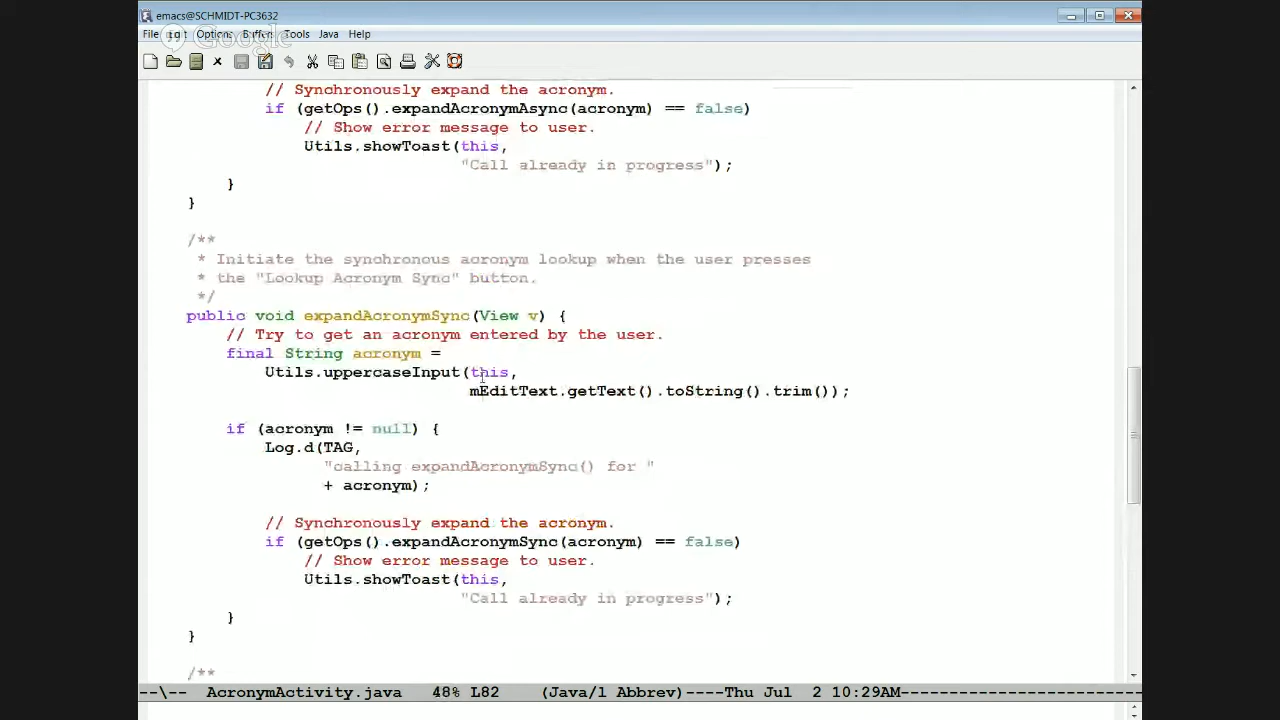 emacs@SCHMIDT-PC3632
File Edit Options Buffers Tools Java Help
Google
// Synchronously expand the acronym.
if (getOps().expandAcronymAsync(acronym) == false)
// Show error message to user.
Utils.showToast(this,
"Call already in progress");
}
}
/**
* Initiate the synchronous acronym lookup when the user presses
* the "Lookup Acronym Sync" button.
*/
public void expandAcronymSync(View v) {
// Try to get an acronym entered by the user.
final String acronym =
Utils.uppercaseInput(this,
mEditText.getText().toString().trim());
if (acronym != null) {
Log.d(TAG,
"calling expandAcronymSync() for "
+ acronym);
// Synchronously expand the acronym.
if (getOps().expandAcronymSync(acronym) == false)
// Show error message to user.
Utils.showToast(this,
"Call already in progress");
}
}
/**
--\-- AcronymActivity.java 48% L82 (Java/l Abbrev)----Thu Jul 2 10:29AM------------------------